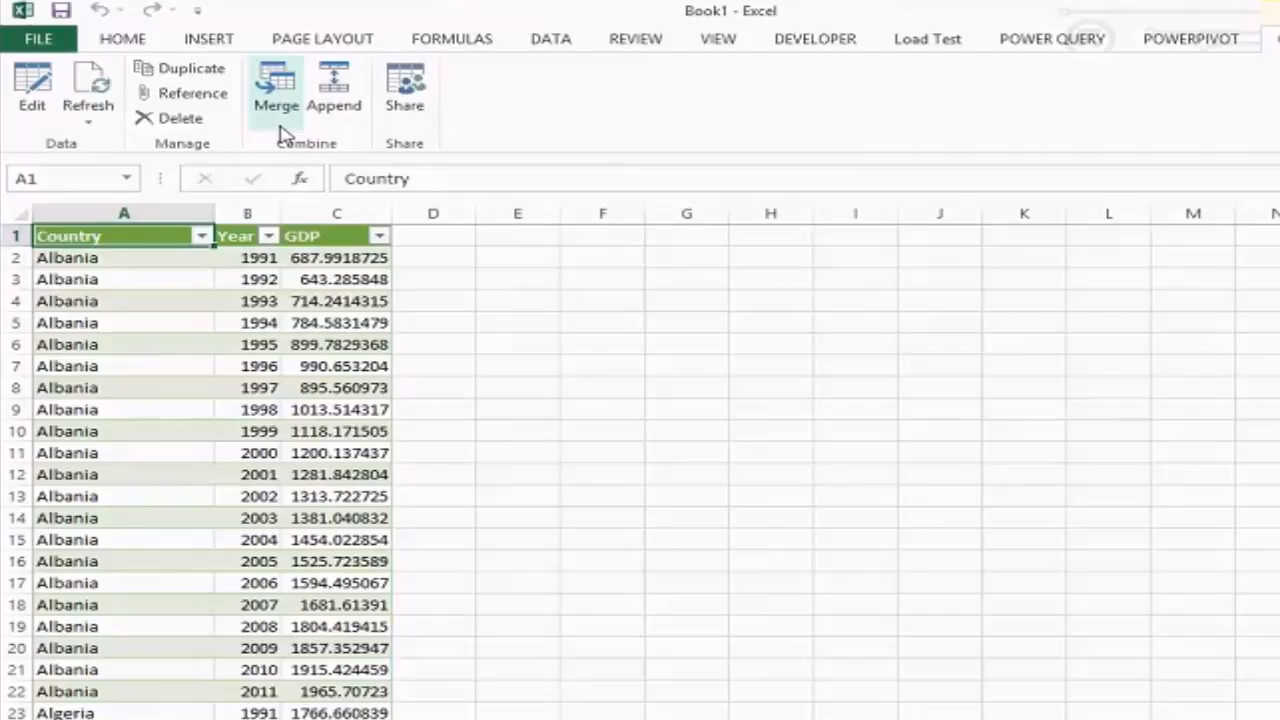 Book1 - Excel
FILE HOME INSERT PAGE LAYOUT FORMULAS DATA REVIEW VIEW DEVELOPER Load Test POWER QUERY POWERPIVOT
Edit Refresh Duplicate Reference Delete Merge Append Share
Data Manage Combine Share
A1 fx Country
A B C D E F G H I J K L M N
1 Country Year GDP
2 Albania 1991 687.9918725
3 Albania 1992 643.285848
4 Albania 1993 714.2414315
5 Albania 1994 784.5831479
6 Albania 1995 899.7829368
7 Albania 1996 990.653204
8 Albania 1997 895.560973
9 Albania 1998 1013.514317
10 Albania 1999 1118.171505
11 Albania 2000 1200.137437
12 Albania 2001 1281.842804
13 Albania 2002 1313.722725
14 Albania 2003 1381.040832
15 Albania 2004 1454.022854
16 Albania 2005 1525.723589
17 Albania 2006 1594.495067
18 Albania 2007 1681.61391
19 Albania 2008 1804.419415
20 Albania 2009 1857.352947
21 Albania 2010 1915.424459
22 Albania 2011 1965.70723
23 Algeria 1991 1766.660839